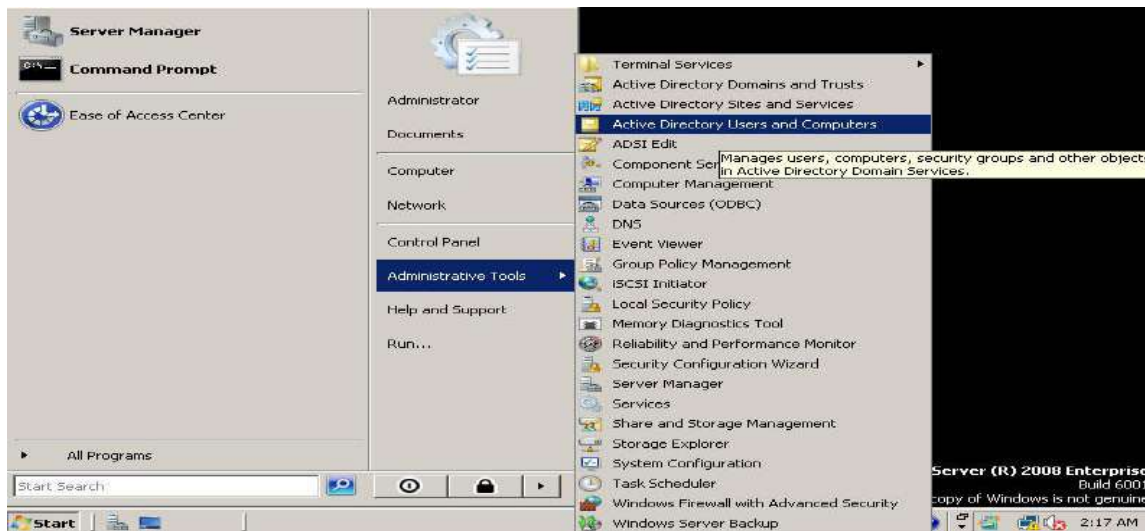 Server Manager
Command Prompt
Ease of Access Center
All Programs
Start Search
Administrator
Documents
Computer
Network
Control Panel
Administrative Tools
Help and Support
Run...
Terminal Services
Active Directory Domains and Trusts
Active Directory Sites and Services
Active Directory Users and Computers
ADSI Edit
Component Ser
Manages users, computers, security groups and other object
in Active Directory Domain Services.
Computer Management
Data Sources (ODBC)
DNS
Event Viewer
Group Policy Management
iSCSI Initiator
Local Security Policy
Memory Diagnostics Tool
Reliability and Performance Monitor
Security Configuration Wizard
Server Manager
Services
Share and Storage Management
Storage Explorer
System Configuration
Task Scheduler
Windows Firewall with Advanced Security
Windows Server Backup
Server (R) 2008 Enterprise
Build 6001
copy of Windows is not genuine
Start
2:17 AM